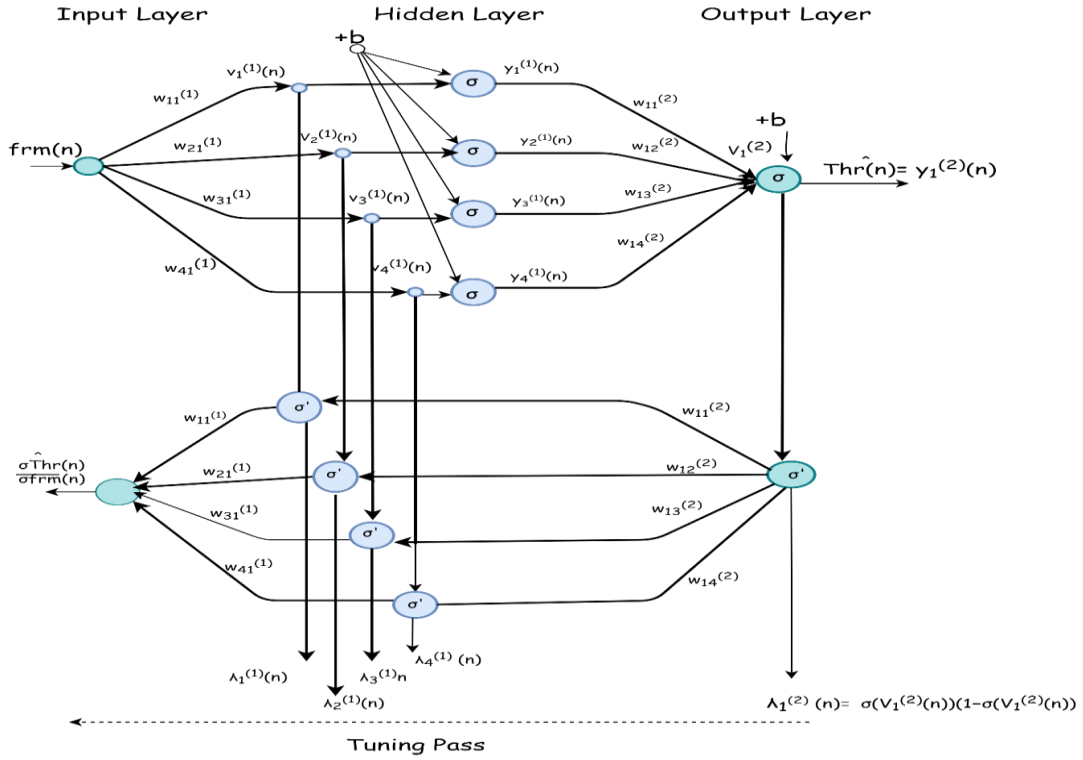 Input Layer
Hidden Layer
Output Layer
+b
v₁⁽¹⁾(n)
y₁⁽¹⁾(n)
w₁₁⁽¹⁾
w₁₁⁽²⁾
+b
frm(n)
w₂₁⁽¹⁾
V₂⁽¹⁾(n)
y₂⁽¹⁾(n)
w₁₂⁽²⁾
V₁⁽²⁾
Thr̂(n)= y₁⁽²⁾(n)
σ
σ
σ
w₃₁⁽¹⁾
v₃⁽¹⁾(n)
y₃⁽¹⁾(n)
w₁₃⁽²⁾
σ
w₄₁⁽¹⁾
v₄⁽¹⁾(n)
y₄⁽¹⁾(n)
w₁₄⁽²⁾
σ
w₁₁⁽¹⁾
σ'
w₁₁⁽²⁾
σT̂hr(n)
σfrm(n)
w₂₁⁽¹⁾
σ'
w₁₂⁽²⁾
σ'
w₃₁⁽¹⁾
σ'
w₁₃⁽²⁾
w₄₁⁽¹⁾
σ'
w₁₄⁽²⁾
λ₁⁽¹⁾(n)
λ₃⁽¹⁾n
λ₄⁽¹⁾ (n)
λ₂⁽¹⁾(n)
λ₁⁽²⁾ (n)= σ(V₁⁽²⁾(n))(1-σ(V₁⁽²⁾(n))
Tuning Pass